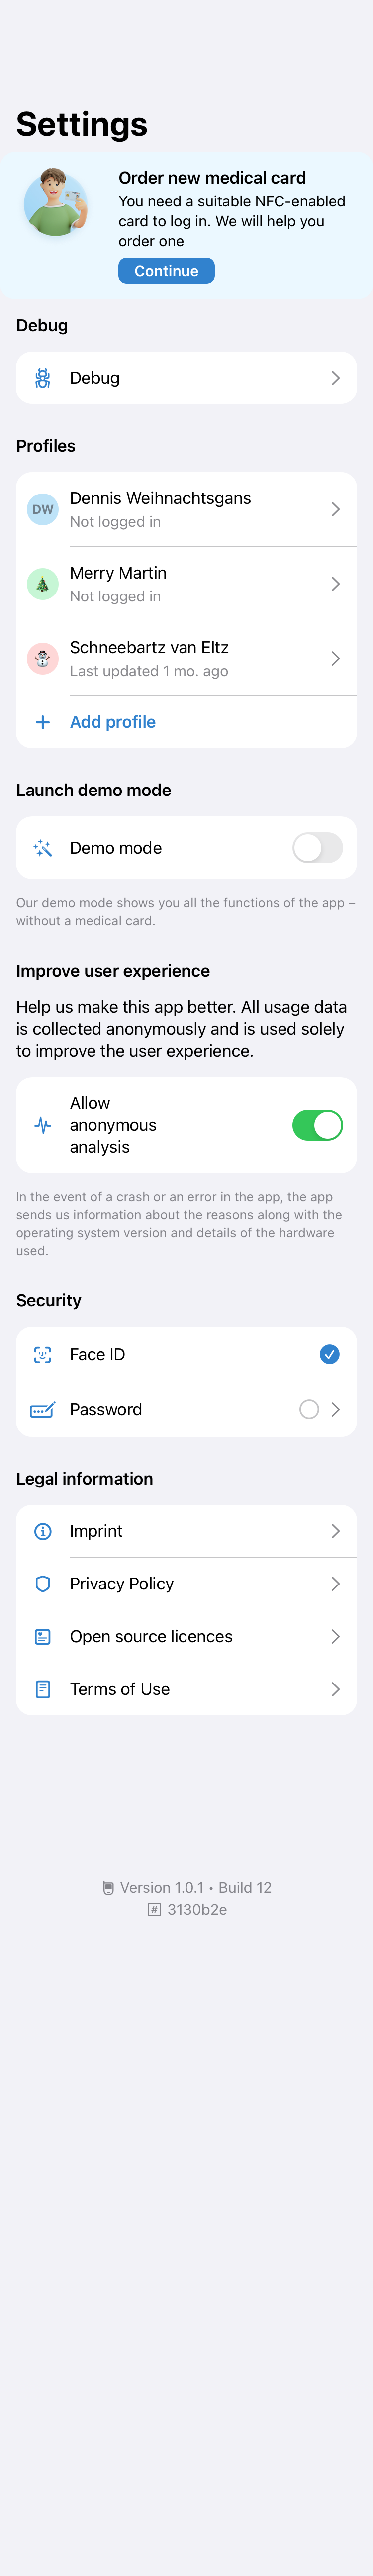 Settings
Order new medical card
You need a suitable NFC-enabled
card to log in. We will help you
order one
Continue
Debug
Debug
Profiles
DW
Dennis Weihnachtsgans
Not logged in
Merry Martin
Not logged in
Schneebartz van Eltz
Last updated 1 mo. ago
Add profile
Launch demo mode
Demo mode
Our demo mode shows you all the functions of the app –
without a medical card.
Improve user experience
Help us make this app better. All usage data
is collected anonymously and is used solely
to improve the user experience.
Allow
anonymous
analysis
In the event of a crash or an error in the app, the app
sends us information about the reasons along with the
operating system version and details of the hardware
used.
Security
Face ID
Password
Legal information
Imprint
Privacy Policy
Open source licences
Terms of Use
Version 1.0.1 • Build 12
# 3130b2e